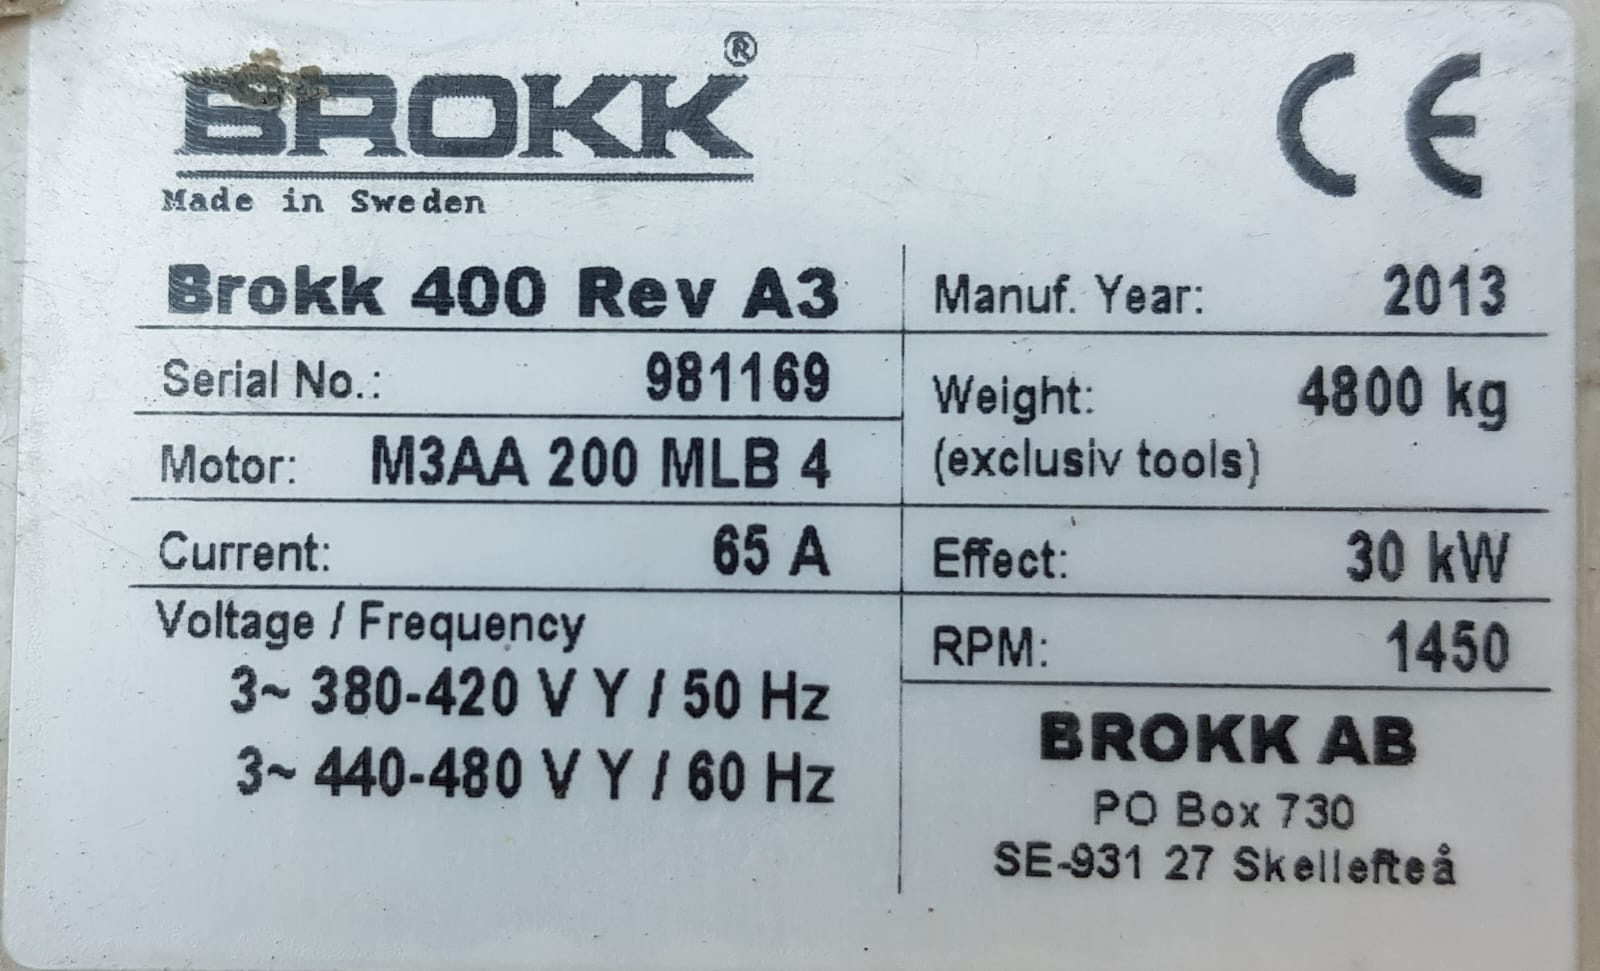 BROKK®
Made in Sweden
CE
Brokk 400 Rev A3
Serial No.: 981169
Motor: M3AA 200 MLB 4
Current: 65 A
Voltage / Frequency
3~ 380-420 V Y / 50 Hz
3~ 440-480 V Y / 60 Hz
Manuf. Year: 2013
Weight: 4800 kg
(exclusiv tools)
Effect: 30 kW
RPM: 1450
BROKK AB
PO Box 730
SE-931 27 Skellefteå